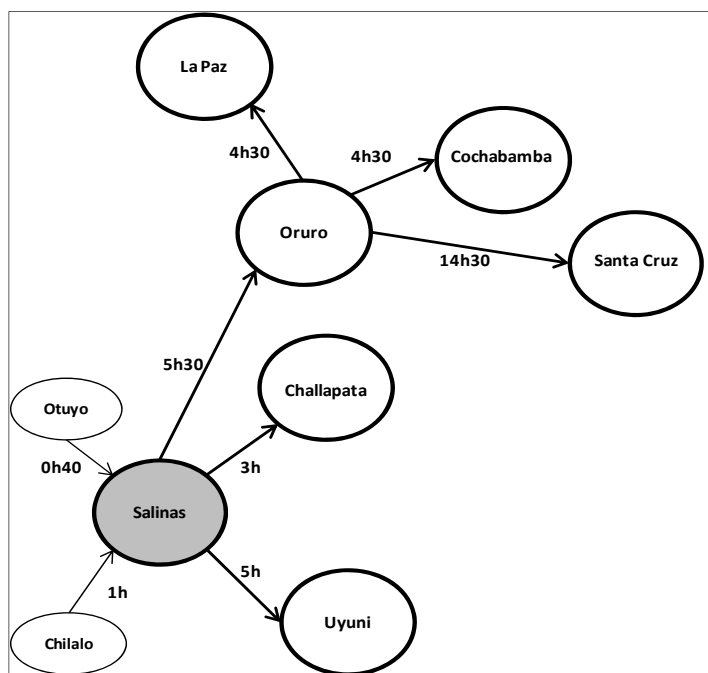 La Paz
4h30
4h30
Cochabamba
Oruro
14h30
Santa Cruz
5h30
Challapata
Otuyo
0h40
3h
Salinas
5h
1h
Uyuni
Chilalo